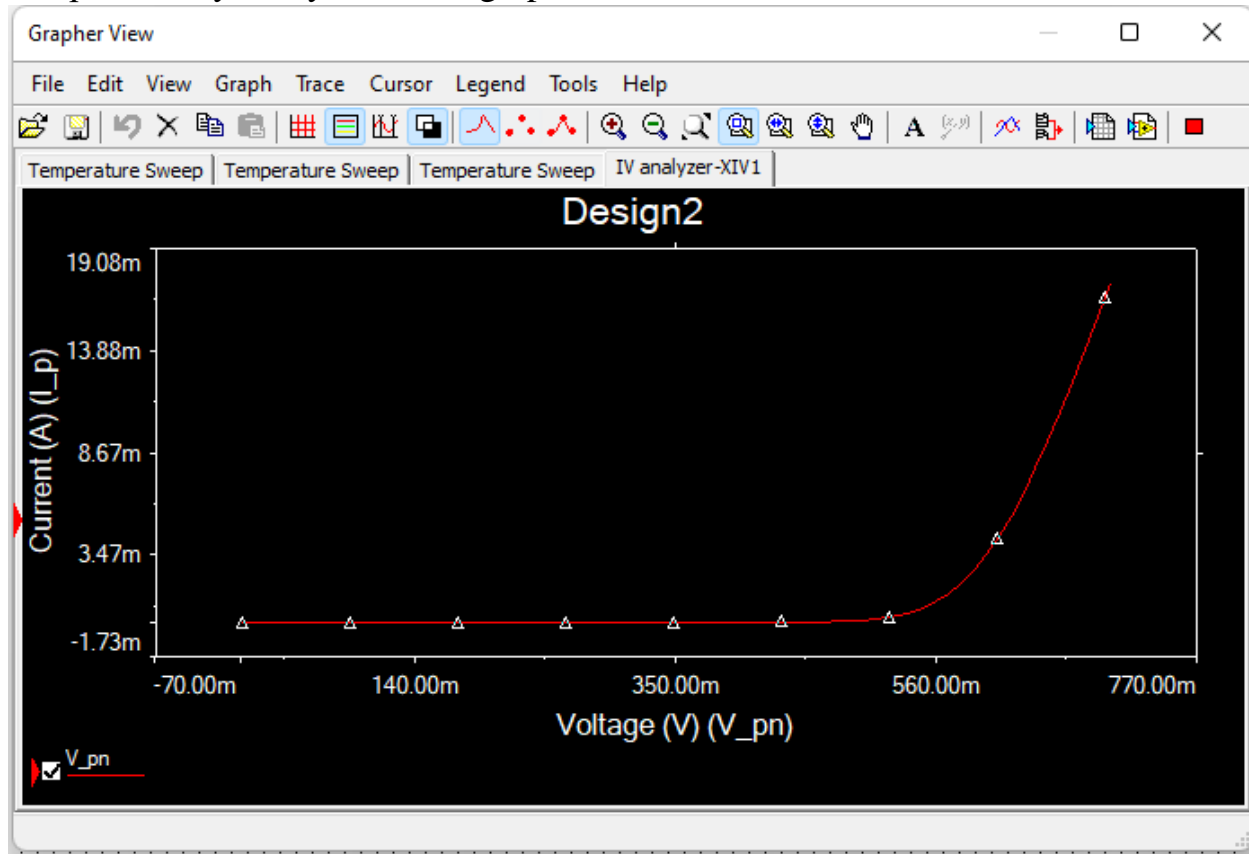 Grapher View
File Edit View Graph Trace Cursor Legend Tools Help
A (x,y)
Temperature Sweep Temperature Sweep Temperature Sweep IV analyzer-XIV1
Design2
19.08m
13.88m
8.67m
3.47m
-1.73m
Current (A) (I_p)
-70.00m 140.00m 350.00m 560.00m 770.00m
Voltage (V) (V_pn)
V_pn